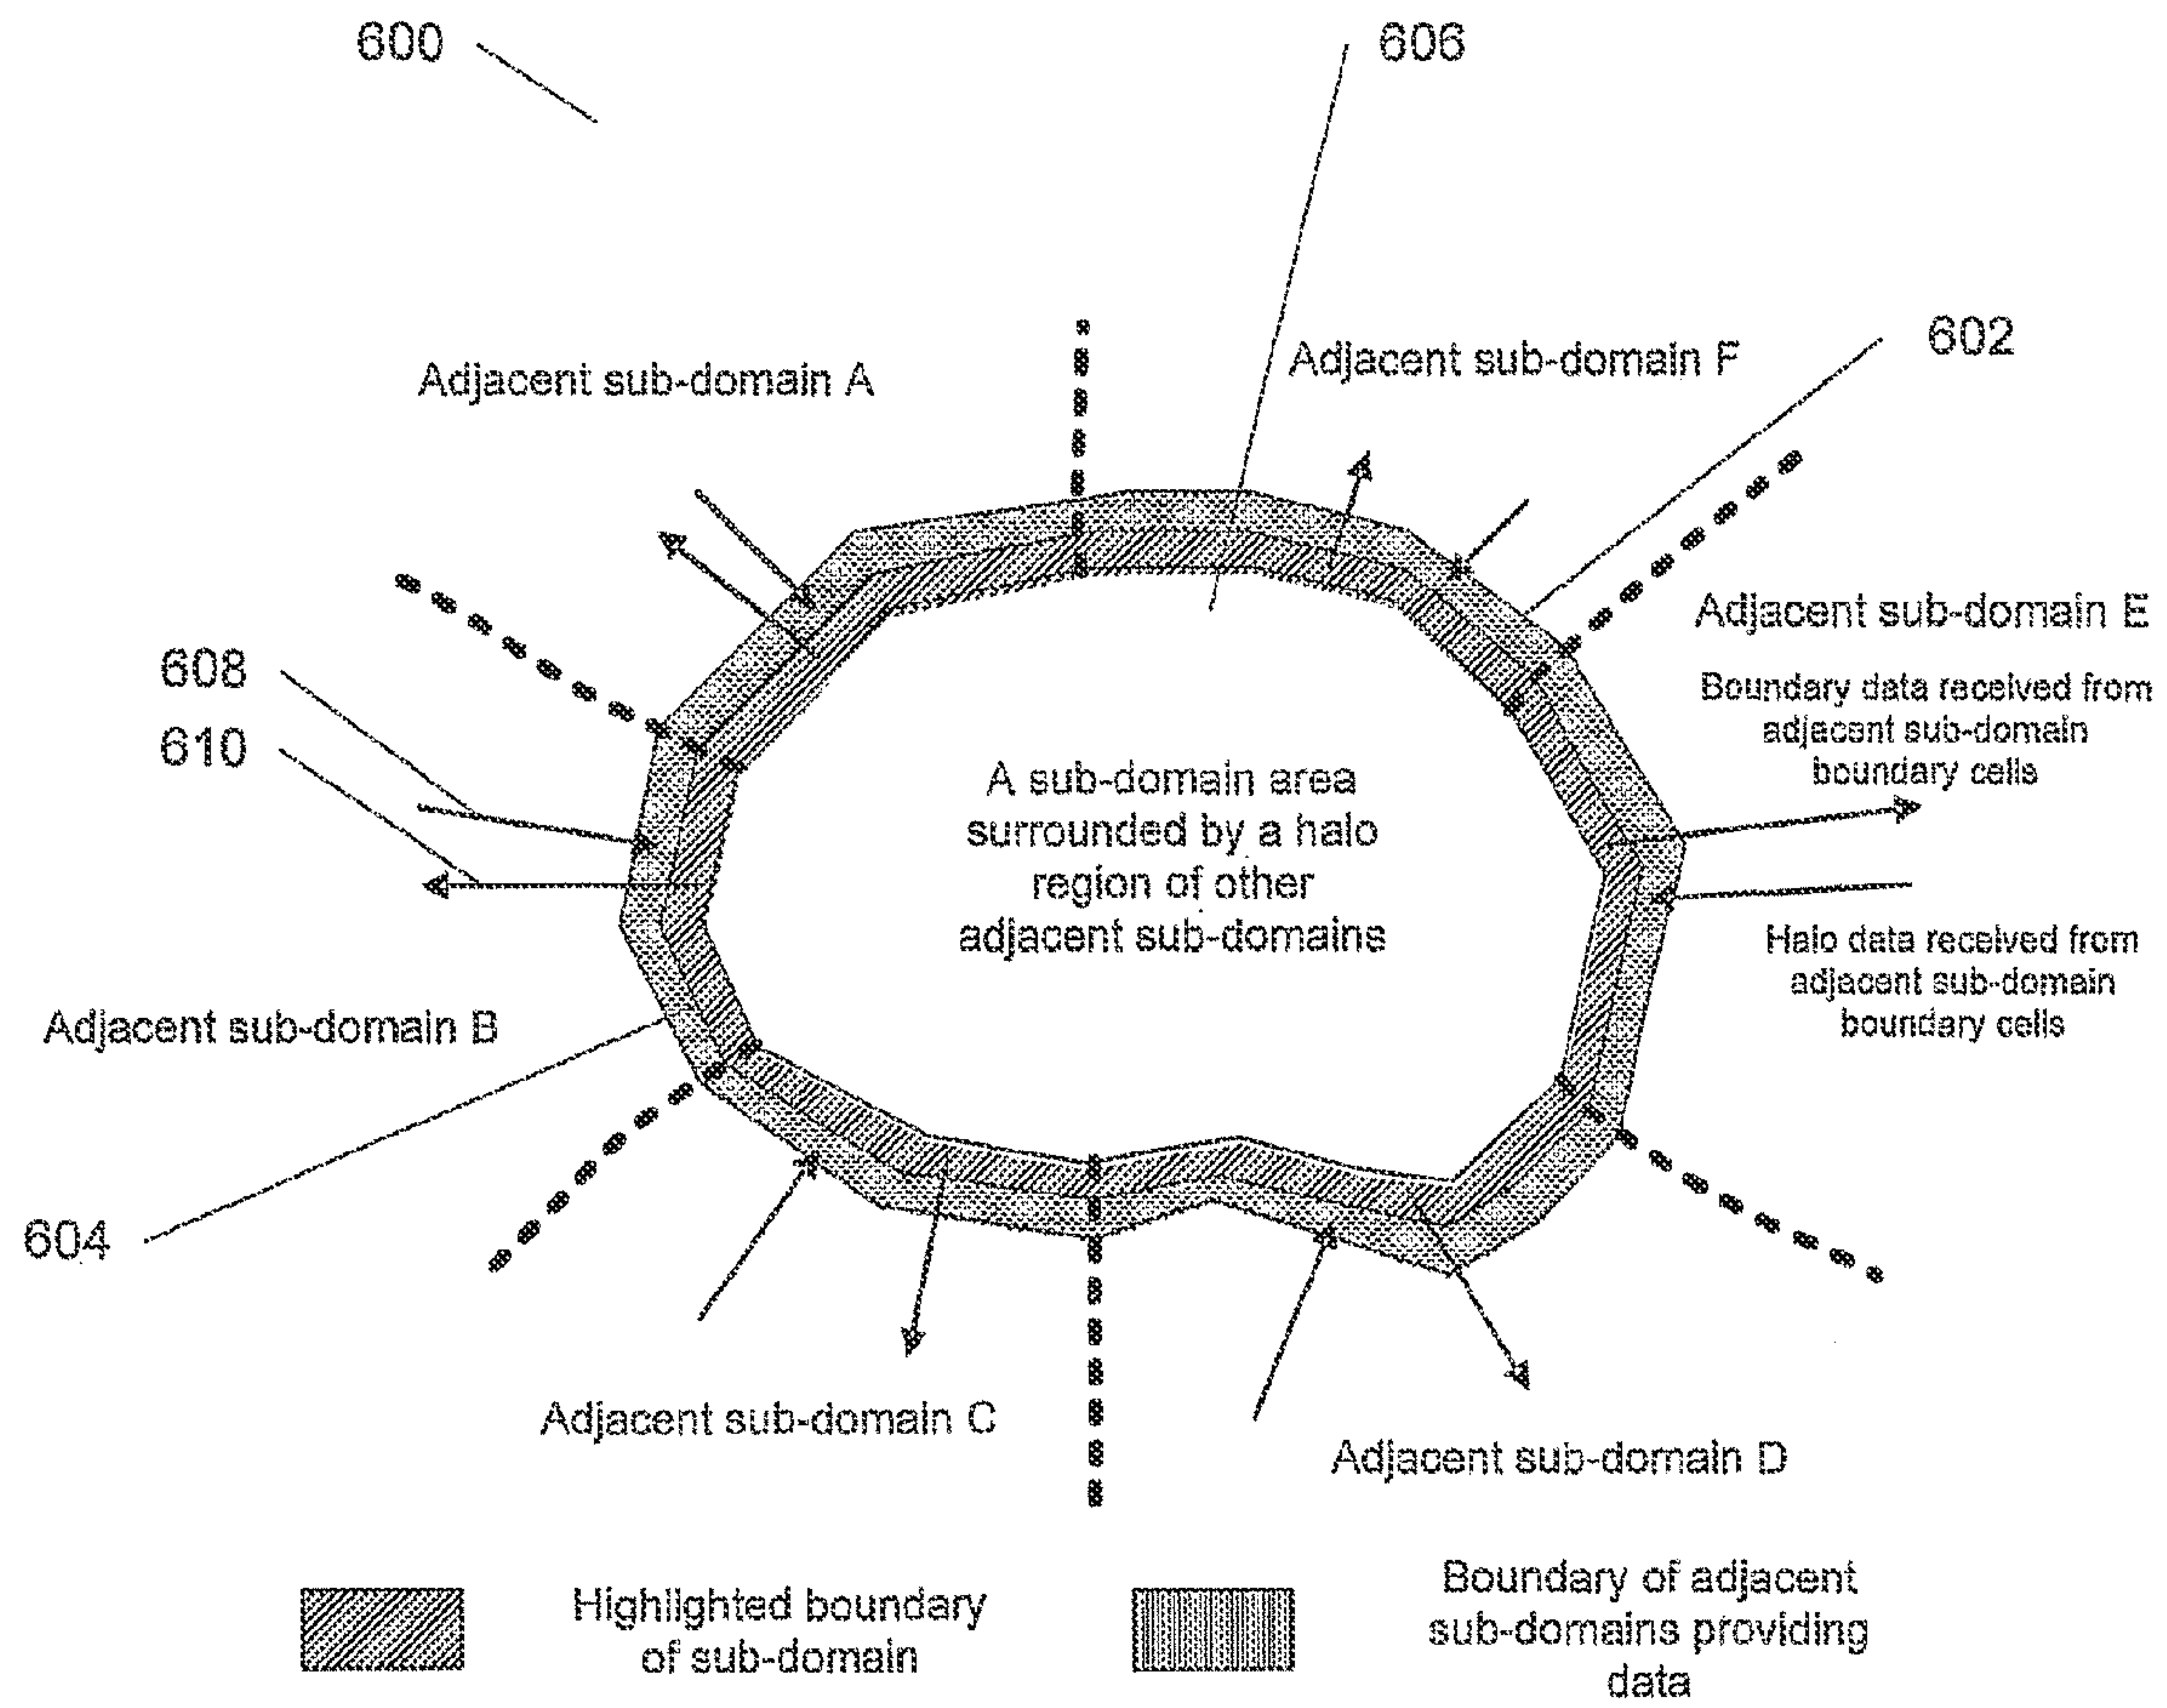 600
606
602
Adjacent sub-domain F
Adjacent sub-domain A
Adjacent sub-domain E
608
Boundary data received from
adjacent sub-domain
boundary cells
610
A sub-domain area
surrounded by a halo
region of other
adjacent sub-domains
Halo data received from
adjacent sub-domain
boundary cells
Adjacent sub-domain B
604
Adjacent sub-domain C
Adjacent sub-domain D
Highlighted boundary
of sub-domain
Boundary of adjacent
sub-domains providing
data